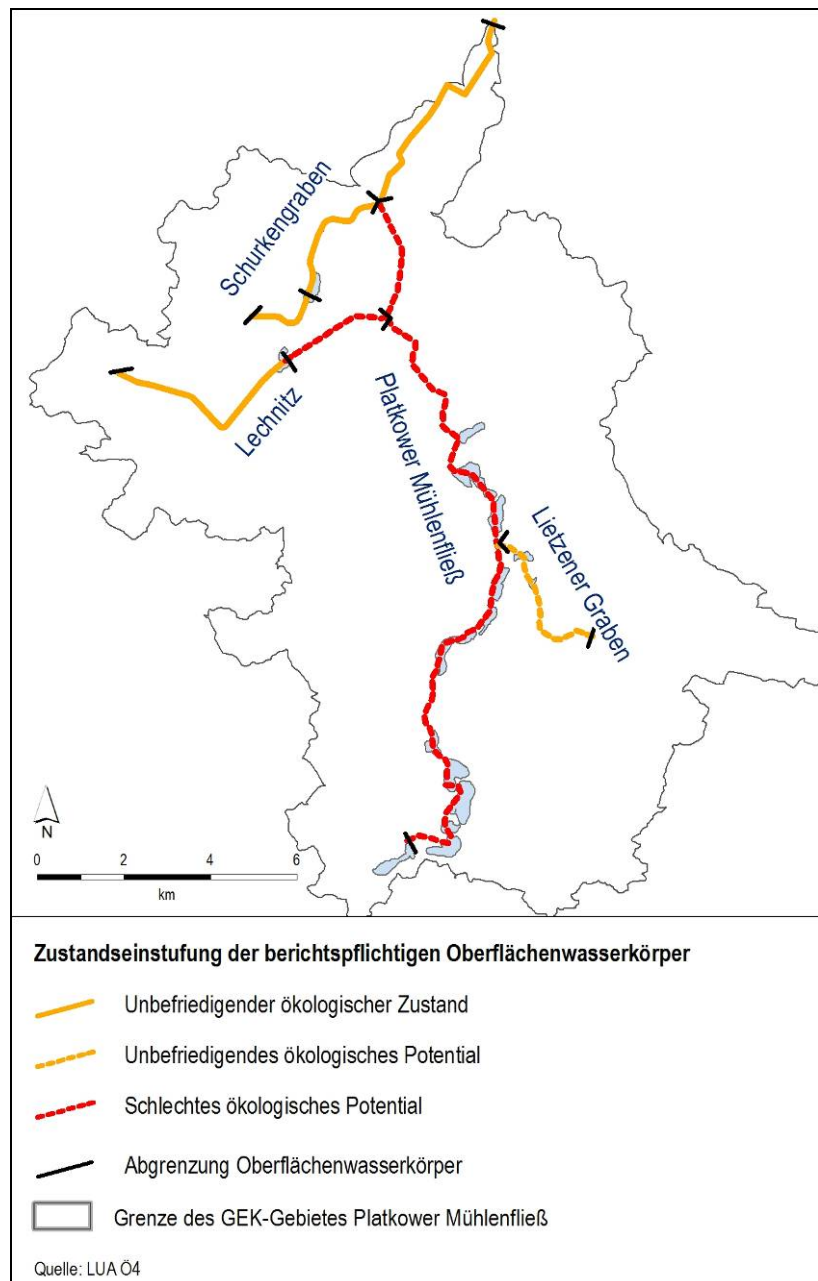 Schurkengraben
Lechnitz
Platkower Mühlenfließ
Lietzener Graben
N
0 2 4 6
km
Zustandseinstufung der berichtspflichtigen Oberflächenwasserkörper
Unbefriedigender ökologischer Zustand
Unbefriedigendes ökologisches Potential
Schlechtes ökologisches Potential
Abgrenzung Oberflächenwasserkörper
Grenze des GEK-Gebietes Platkower Mühlenfließ
Quelle: LUA Ö4